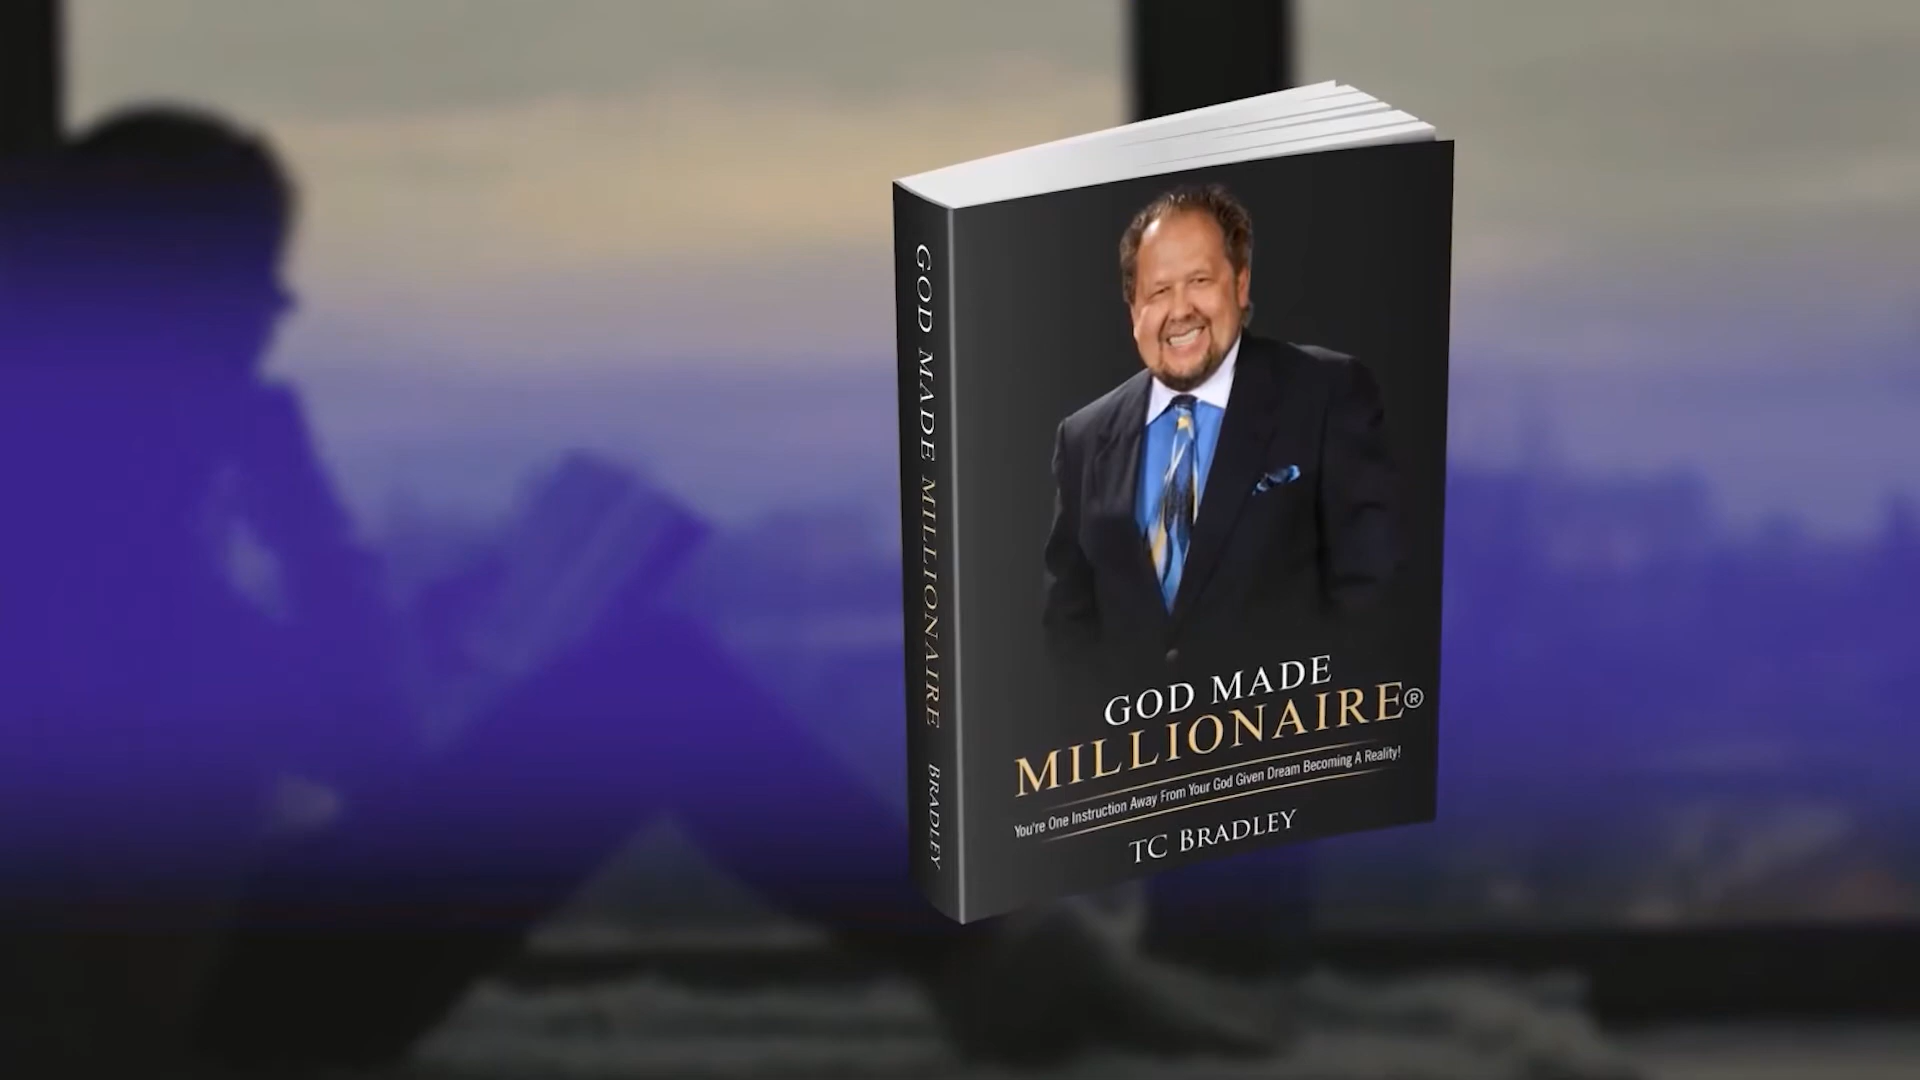 GOD MADE MILLIONAIRE BRADLEY
GOD MADE
MILLIONAIRE®
You're One Instruction Away From Your God Given Dream Becoming A Reality!
TC BRADLEY